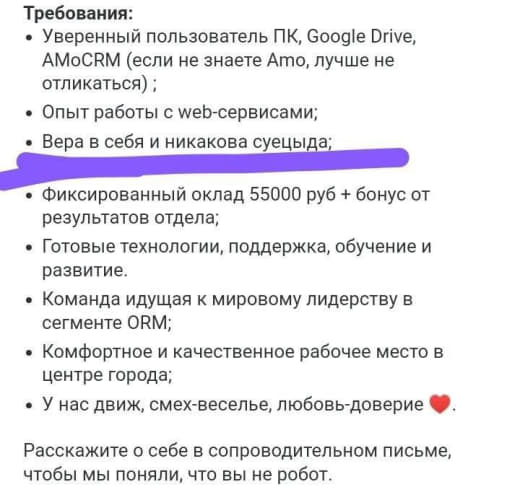 Требования:
• Уверенный пользователь ПК, Google Drive,
АМоCRM (если не знаете Amo, лучше не
отликаться) ;
• Опыт работы с web-сервисами;
• Вера в себя и никакова суецыда;
• Фиксированный оклад 55000 руб + бонус от
результатов отдела;
• Готовые технологии, поддержка, обучение и
развитие.
• Команда идущая к мировому лидерству в
сегменте ORM;
• Комфортное и качественное рабочее место в
центре города;
• У нас движ, смех-веселье, любовь-доверие ❤️.
Расскажите о себе в сопроводительном письме,
чтобы мы поняли, что вы не робот.